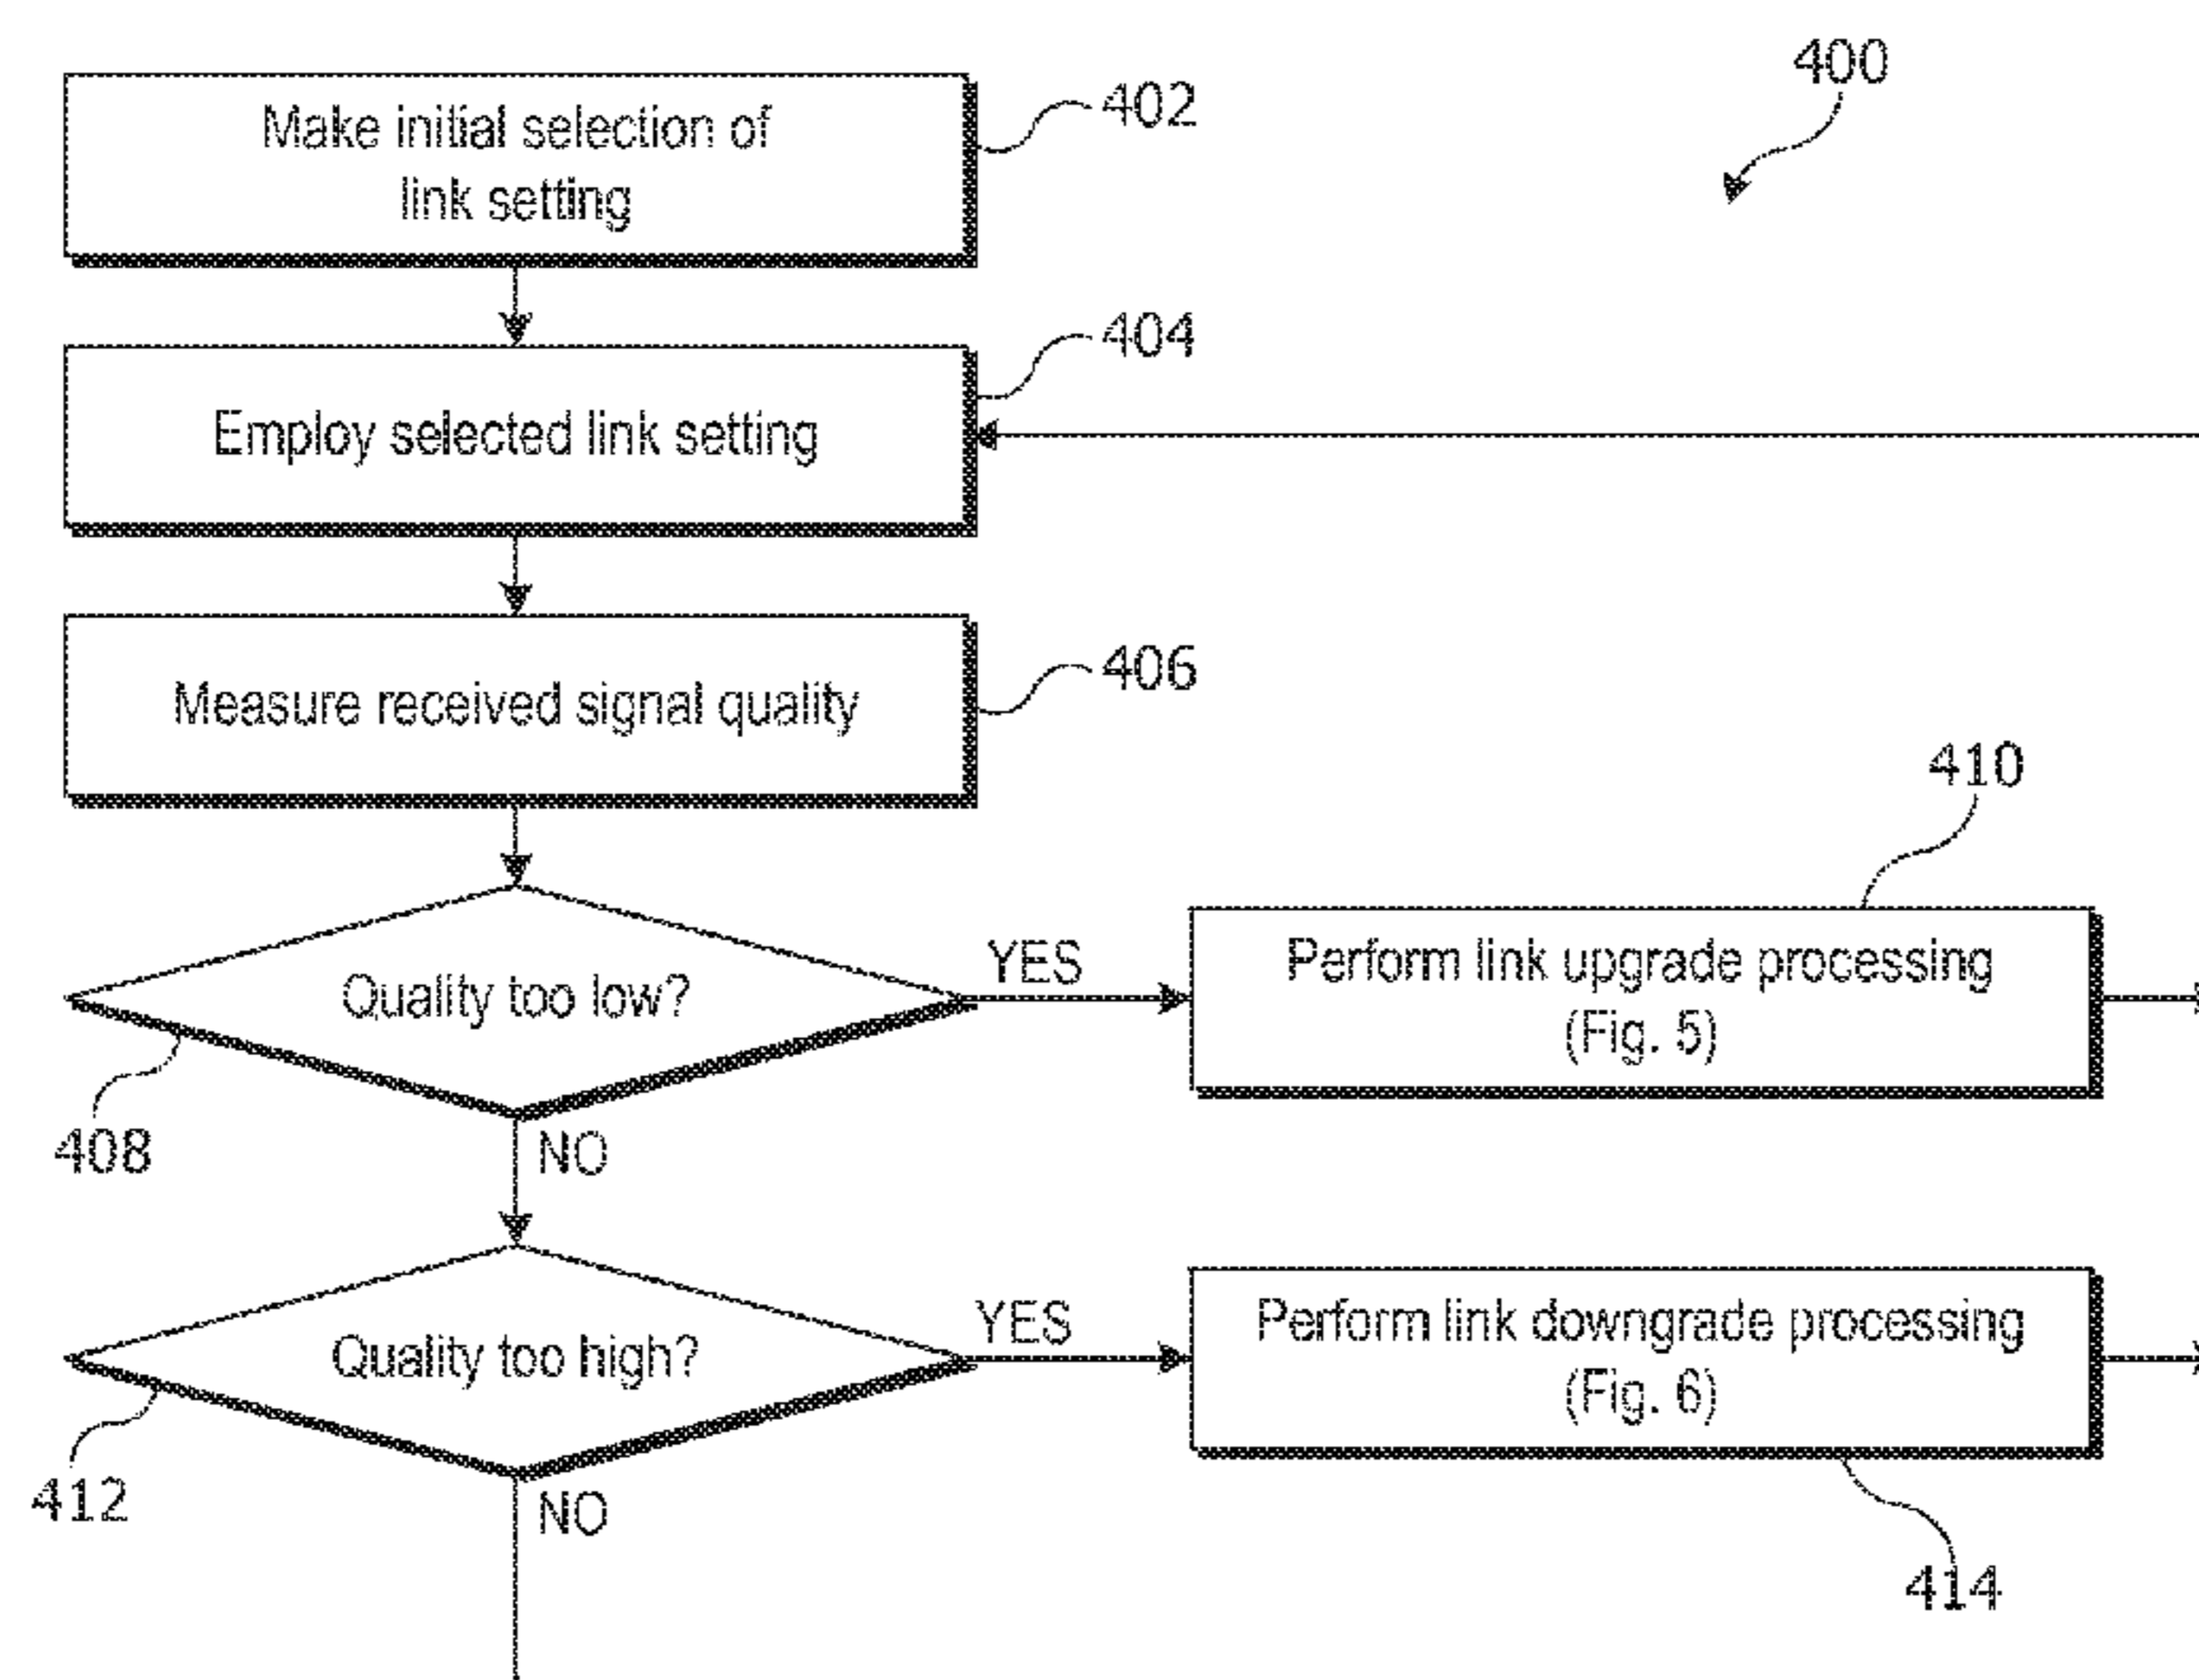 400
Make initial selection of
link setting
402
Employ selected link setting
404
Measure received signal quality
406
Quality too low?
408
YES
NO
Perform link upgrade processing
(Fig. 5)
410
Quality too high?
412
YES
NO
Perform link downgrade processing
(Fig. 6)
414